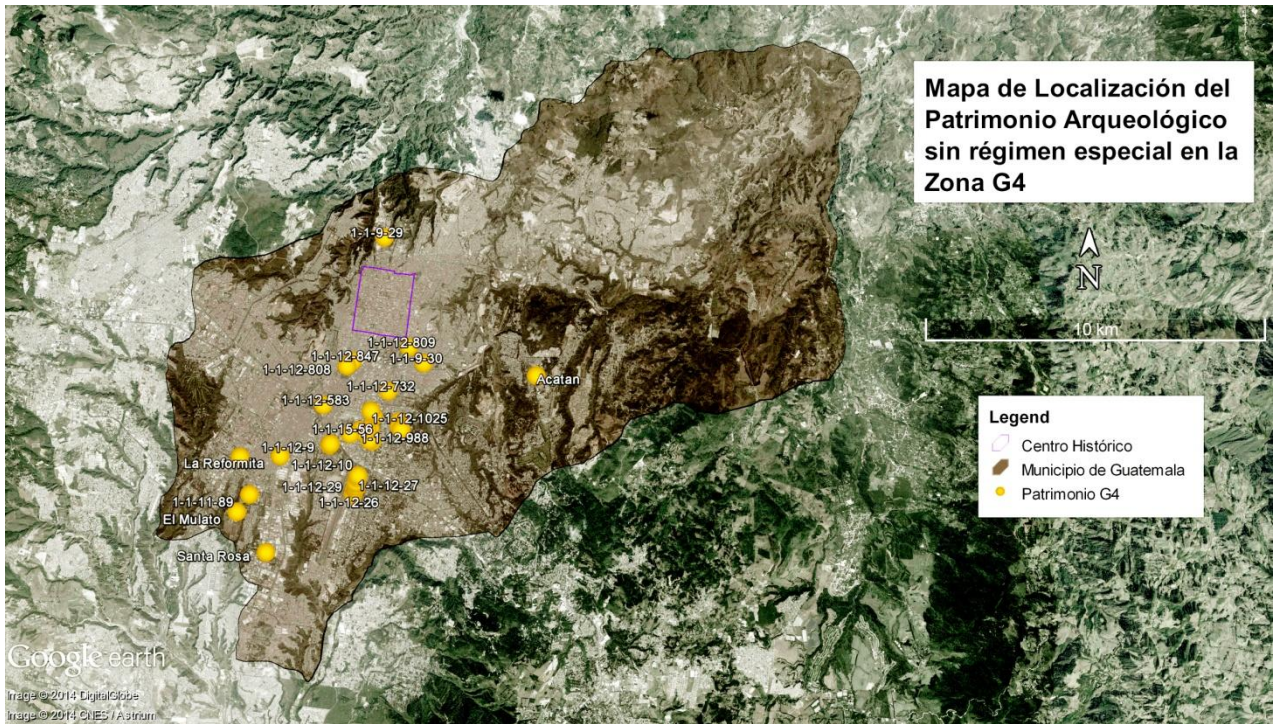 Mapa de Localización del
Patrimonio Arqueológico
sin régimen especial en la
Zona G4
N
10 km
Legend
Centro Histórico
Municipio de Guatemala
Patrimonio G4
1-1-9-29
1-1-12-809
1-1-12-847
1-1-9-30
1-1-12-808
Acatan
1-1-12-732
1-1-12-583
1-1-12-1025
1-1-15-56
1-1-12-988
1-1-12-9
La Reformita
1-1-12-10
1-1-12-29
1-1-12-27
1-1-11-89
1-1-12-26
El Mulato
Santa Rosa
Google earth
Image © 2014 DigitalGlobe
Image © 2014 CNES / Astrium